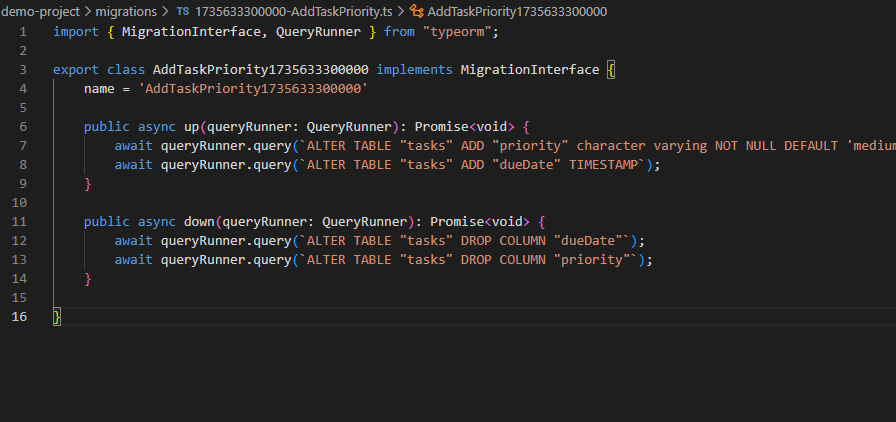 demo-project > migrations > TS 1735633300000-AddTaskPriority.ts > AddTaskPriority1735633300000
1 import { MigrationInterface, QueryRunner } from "typeorm";
2
3 export class AddTaskPriority1735633300000 implements MigrationInterface {
4     name = 'AddTaskPriority1735633300000'
5
6     public async up(queryRunner: QueryRunner): Promise<void> {
7         await queryRunner.query(`ALTER TABLE "tasks" ADD "priority" character varying NOT NULL DEFAULT 'medium
8         await queryRunner.query(`ALTER TABLE "tasks" ADD "dueDate" TIMESTAMP`);
9     }
10
11     public async down(queryRunner: QueryRunner): Promise<void> {
12         await queryRunner.query(`ALTER TABLE "tasks" DROP COLUMN "dueDate"`);
13         await queryRunner.query(`ALTER TABLE "tasks" DROP COLUMN "priority"`);
14     }
15
16 }